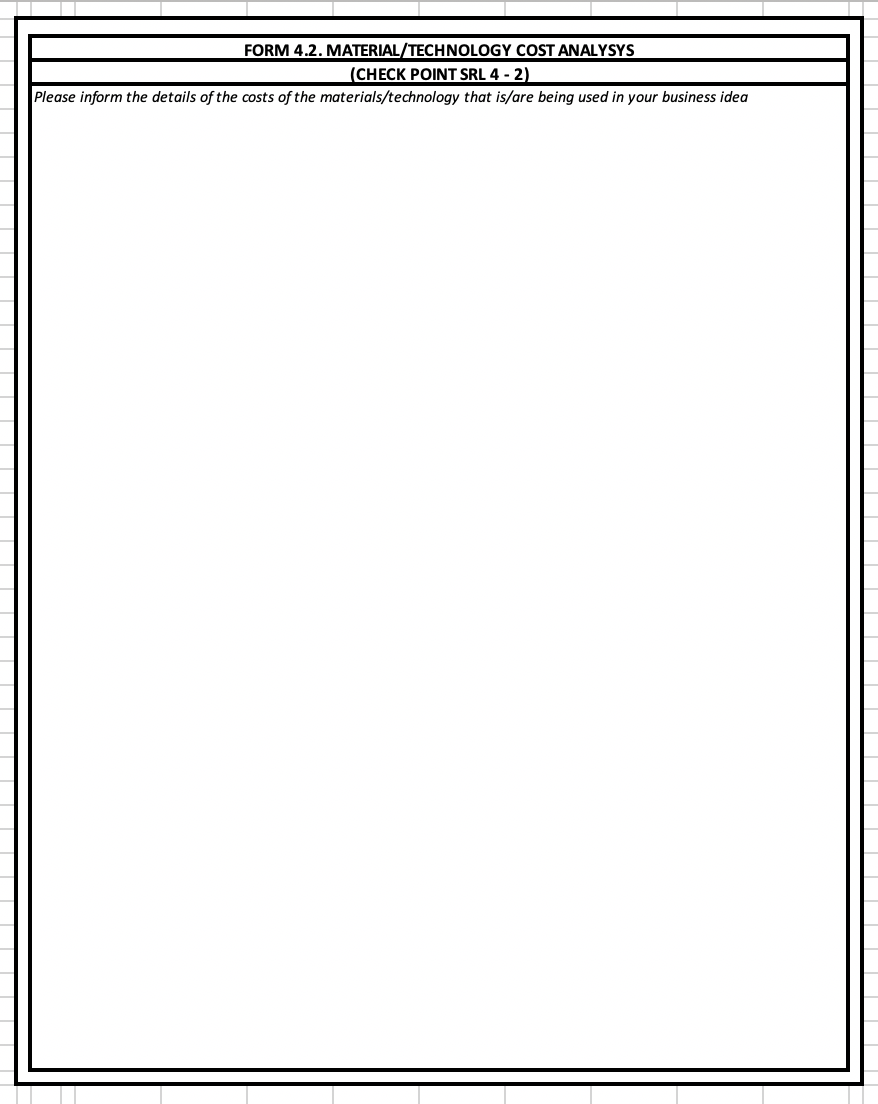 FORM 4.2. MATERIAL/TECHNOLOGY COST ANALYSYS
(CHECK POINT SRL 4 - 2)
Please inform the details of the costs of the materials/technology that is/are being used in your business idea